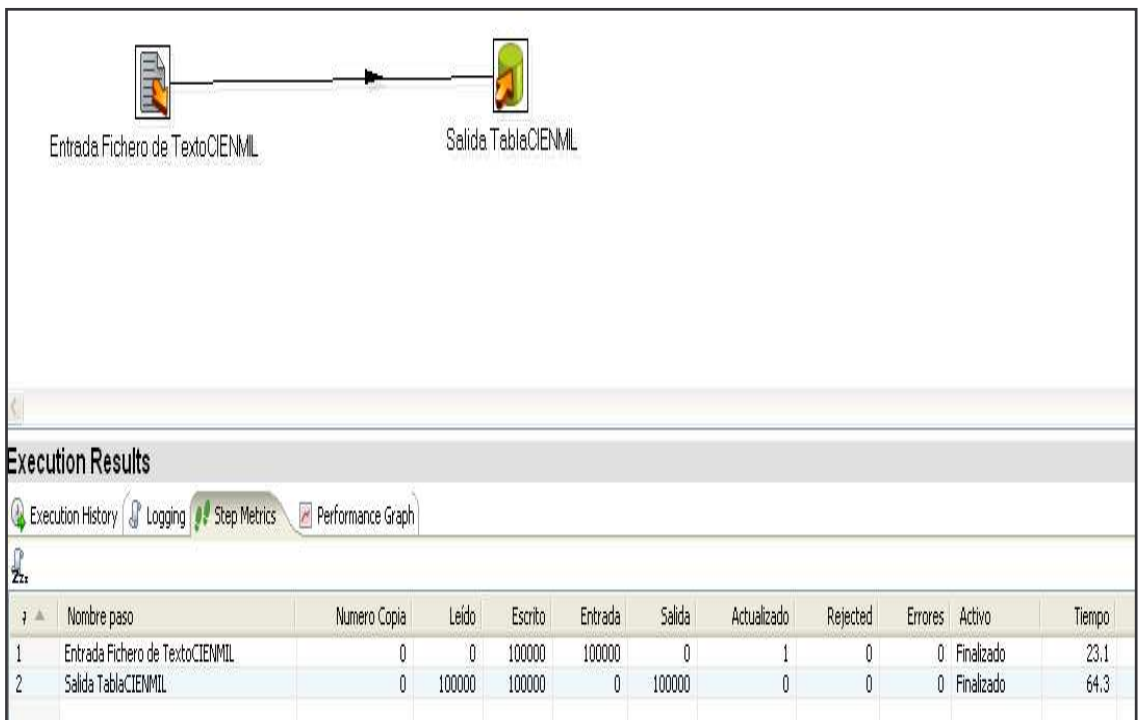 Entrada Fichero de TextoCIENMIL Salida TablaCIENMIL
Execution Results
Execution History Logging Step Metrics Performance Graph
Nombre paso Numero Copia Leído Escrito Entrada Salida Actualizado Rejected Errores Activo Tiempo
1 Entrada Fichero de TextoCIENMIL 0 0 100000 100000 0 1 0 0 Finalizado 23.1
2 Salida TablaCIENMIL 0 100000 100000 0 100000 0 0 0 Finalizado 64.3